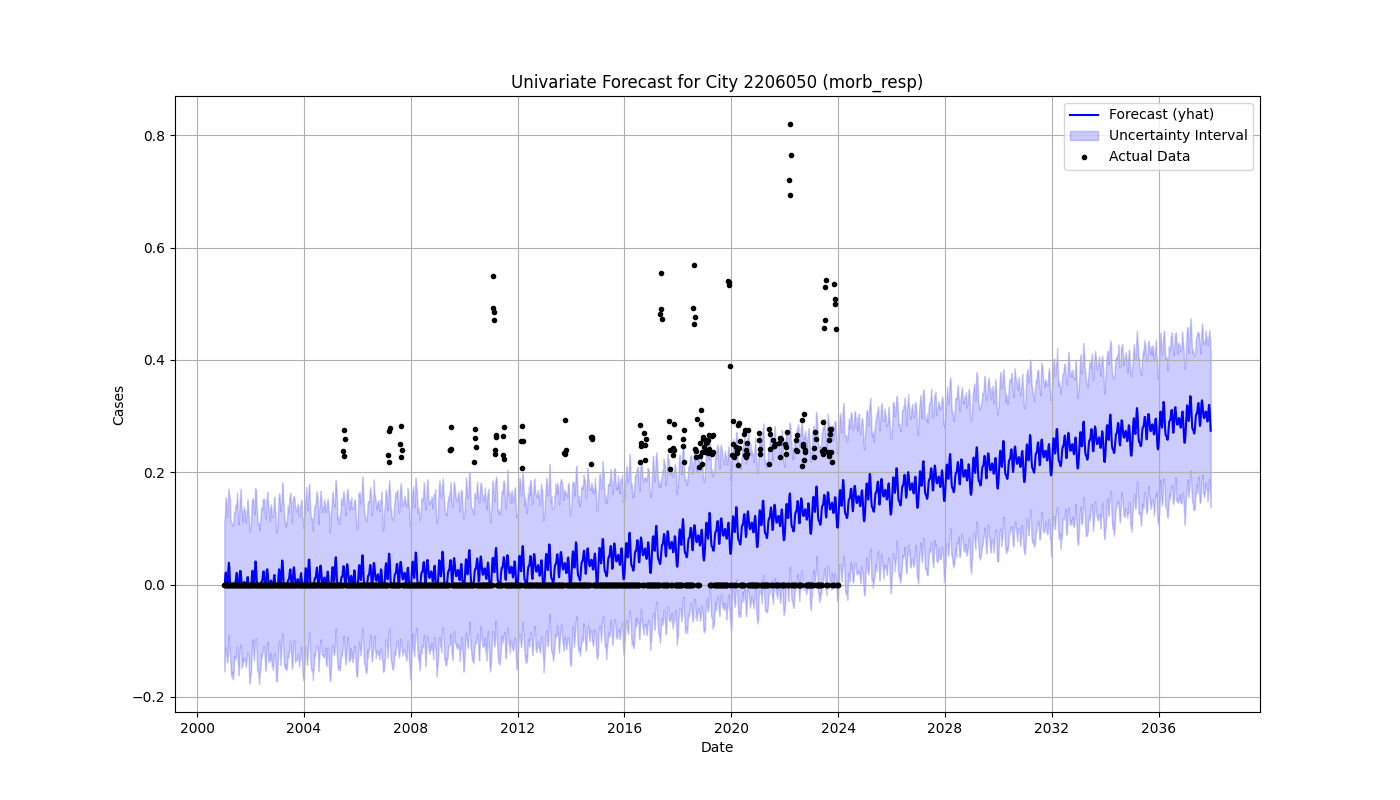 Univariate Forecast for City 2206050 (morb_resp)
Forecast (yhat)
Uncertainty Interval
Actual Data
Cases
0.8
0.6
0.4
0.2
0.0
−0.2
2000 2004 2008 2012 2016 2020 2024 2028 2032 2036
Date